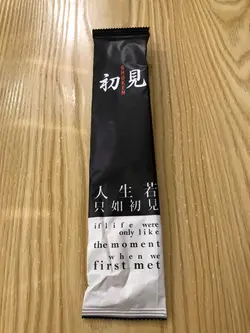 初見
人生若
只如初見
if life were
only like
the moment
when we
first met